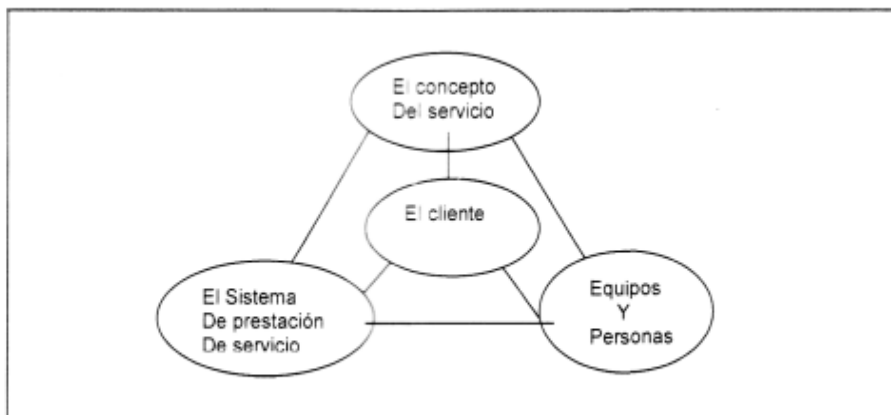 El concepto
Del servicio
El cliente
El Sistema
De prestación
De servicio
Equipos
Y
Personas